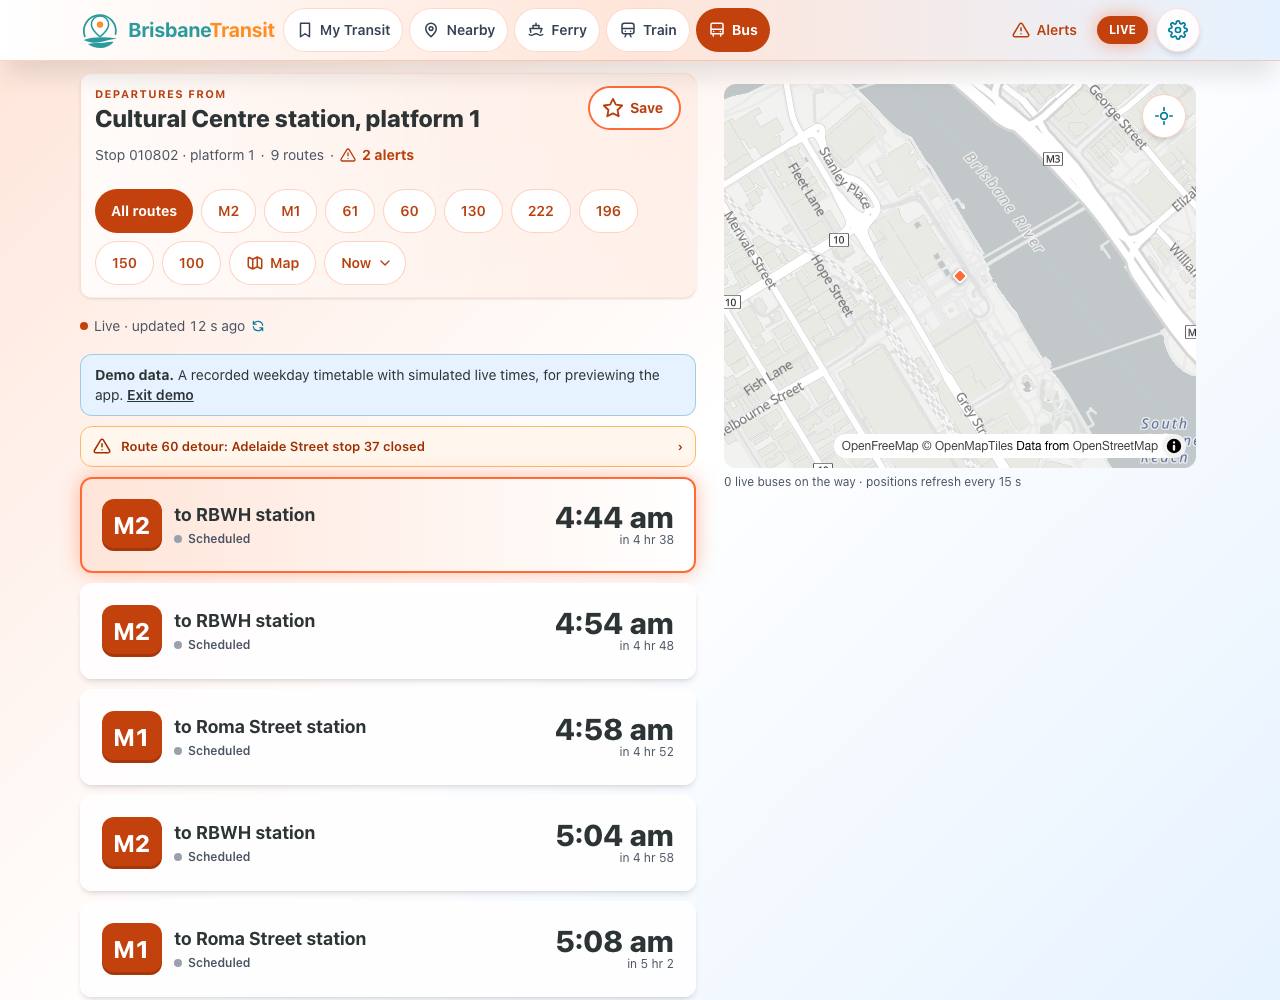 BrisbaneTransit
My Transit
Nearby
Ferry
Train
Bus
Alerts
LIVE
DEPARTURES FROM
Cultural Centre station, platform 1
Save
Stop 010802 · platform 1 · 9 routes · 2 alerts
All routes
M2
M1
61
60
130
222
196
150
100
Map
Now
Live · updated 12 s ago
Demo data. A recorded weekday timetable with simulated live times, for previewing the
app. Exit demo
Route 60 detour: Adelaide Street stop 37 closed ›
M2
to RBWH station
Scheduled
4:44 am
in 4 hr 38
M2
to RBWH station
Scheduled
4:54 am
in 4 hr 48
M1
to Roma Street station
Scheduled
4:58 am
in 4 hr 52
M2
to RBWH station
Scheduled
5:04 am
in 4 hr 58
M1
to Roma Street station
Scheduled
5:08 am
in 5 hr 2
George Street
M3
Brisbane River
Stanley Place
Fleet Lane
Merivale Street
10
Hope Street
10
Fish Lane
Grey Str
South
Reach
OpenFreeMap © OpenMapTiles Data from OpenStreetMap
0 live buses on the way · positions refresh every 15 s